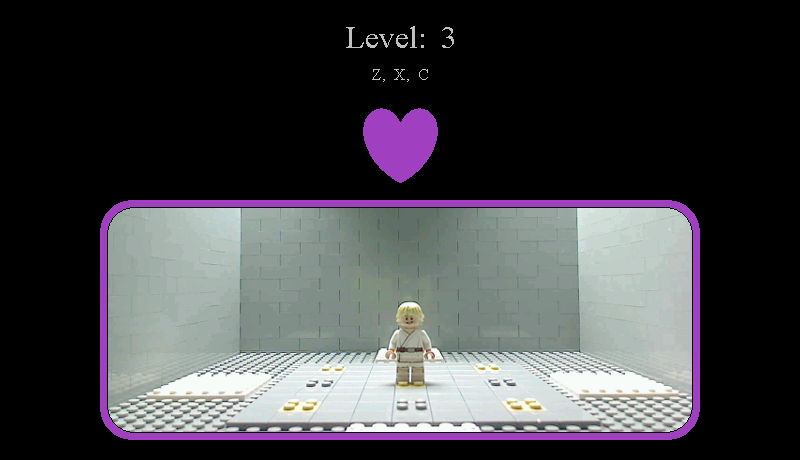 Level: 3
Z, X, C